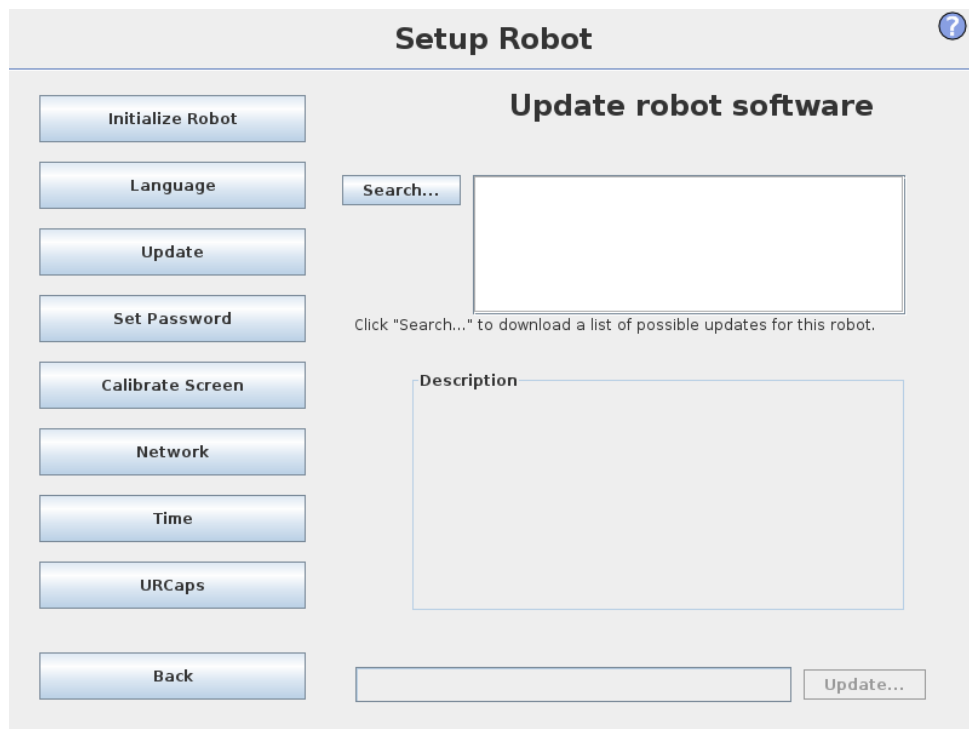 Setup Robot
?
Initialize Robot
Language
Update
Set Password
Calibrate Screen
Network
Time
URCaps
Back
Update robot software
Search...
Click "Search..." to download a list of possible updates for this robot.
Description
Update...